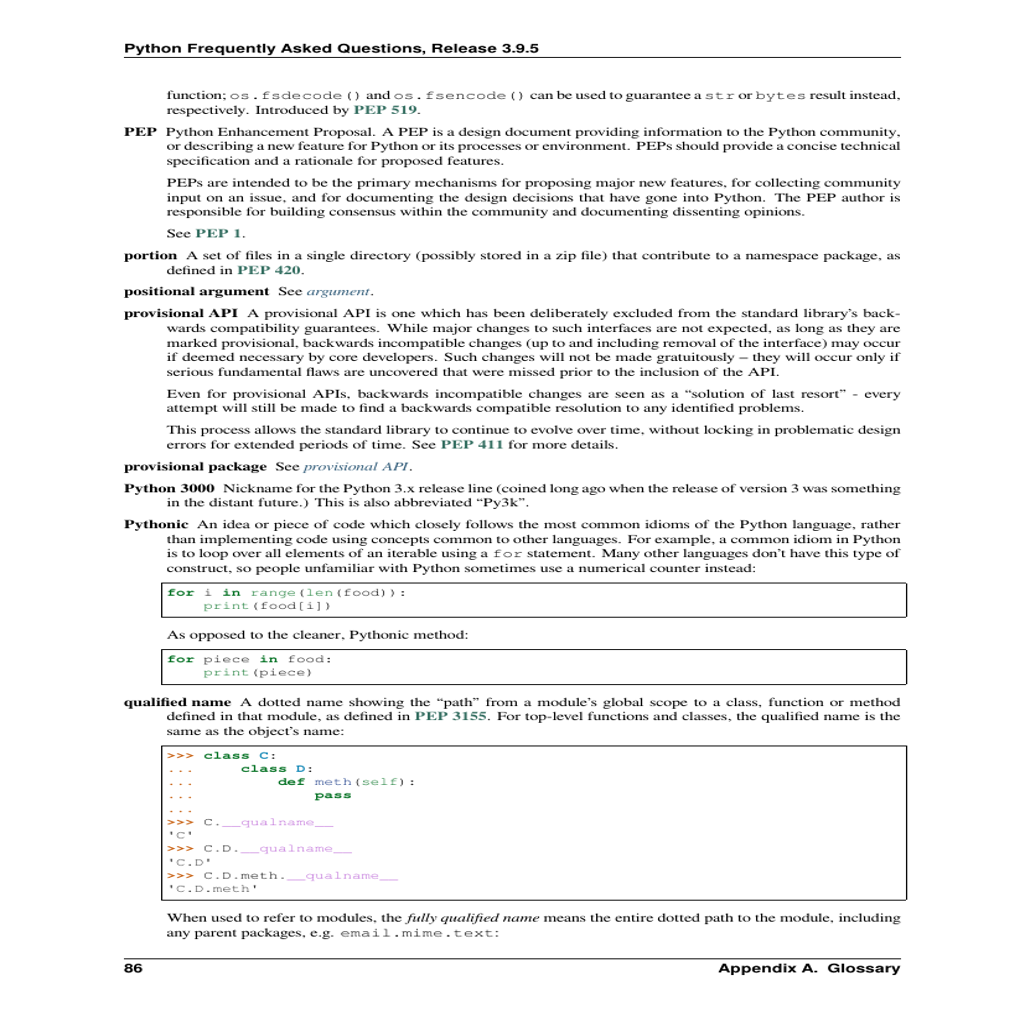 Python Frequently Asked Questions, Release 3.9.5
function; os.fsdecode() and os.fsencode() can be used to guarantee a str or bytes result instead,
respectively. Introduced by PEP 519.
PEP Python Enhancement Proposal. A PEP is a design document providing information to the Python community,
or describing a new feature for Python or its processes or environment. PEPs should provide a concise technical
specification and a rationale for proposed features.
PEPs are intended to be the primary mechanisms for proposing major new features, for collecting community
input on an issue, and for documenting the design decisions that have gone into Python. The PEP author is
responsible for building consensus within the community and documenting dissenting opinions.
See PEP 1.
portion A set of files in a single directory (possibly stored in a zip file) that contribute to a namespace package, as
defined in PEP 420.
positional argument See argument.
provisional API A provisional API is one which has been deliberately excluded from the standard library's back-
wards compatibility guarantees. While major changes to such interfaces are not expected, as long as they are
marked provisional, backwards incompatible changes (up to and including removal of the interface) may occur
if deemed necessary by core developers. Such changes will not be made gratuitously – they will occur only if
serious fundamental flaws are uncovered that were missed prior to the inclusion of the API.
Even for provisional APIs, backwards incompatible changes are seen as a “solution of last resort” - every
attempt will still be made to find a backwards compatible resolution to any identified problems.
This process allows the standard library to continue to evolve over time, without locking in problematic design
errors for extended periods of time. See PEP 411 for more details.
provisional package See provisional API.
Python 3000 Nickname for the Python 3.x release line (coined long ago when the release of version 3 was something
in the distant future.) This is also abbreviated “Py3k”.
Pythonic An idea or piece of code which closely follows the most common idioms of the Python language, rather
than implementing code using concepts common to other languages. For example, a common idiom in Python
is to loop over all elements of an iterable using a for statement. Many other languages don't have this type of
construct, so people unfamiliar with Python sometimes use a numerical counter instead:
for i in range(len(food)):
    print(food[i])
As opposed to the cleaner, Pythonic method:
for piece in food:
    print(piece)
qualified name A dotted name showing the “path” from a module's global scope to a class, function or method
defined in that module, as defined in PEP 3155. For top-level functions and classes, the qualified name is the
same as the object's name:
>>> class C:
...     class D:
...         def meth(self):
...             pass
...
>>> C.__qualname__
'C'
>>> C.D.__qualname__
'C.D'
>>> C.D.meth.__qualname__
'C.D.meth'
When used to refer to modules, the fully qualified name means the entire dotted path to the module, including
any parent packages, e.g. email.mime.text:
86 Appendix A. Glossary